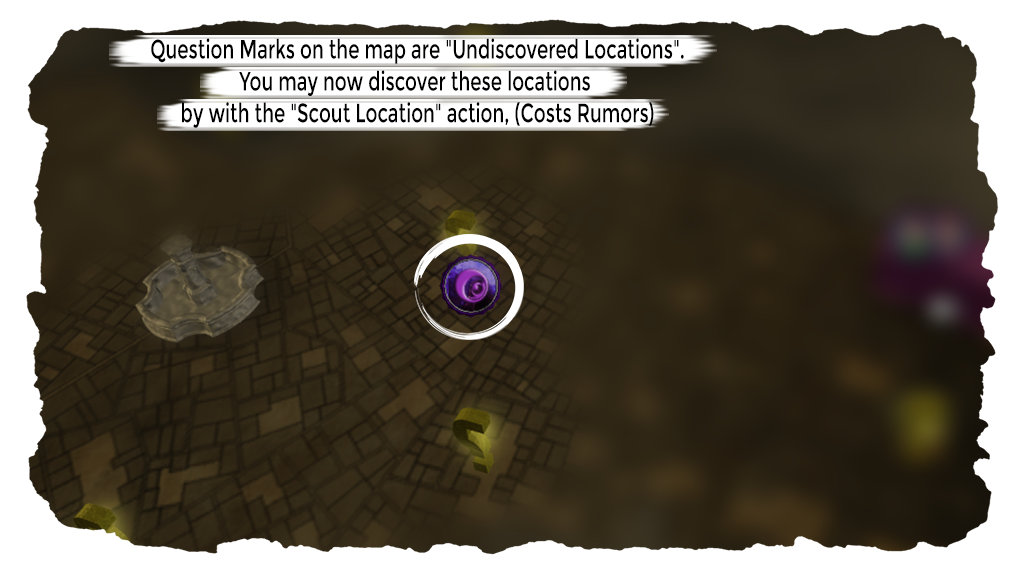 Question Marks on the map are "Undiscovered Locations".
You may now discover these locations
by with the "Scout Location" action, (Costs Rumors)